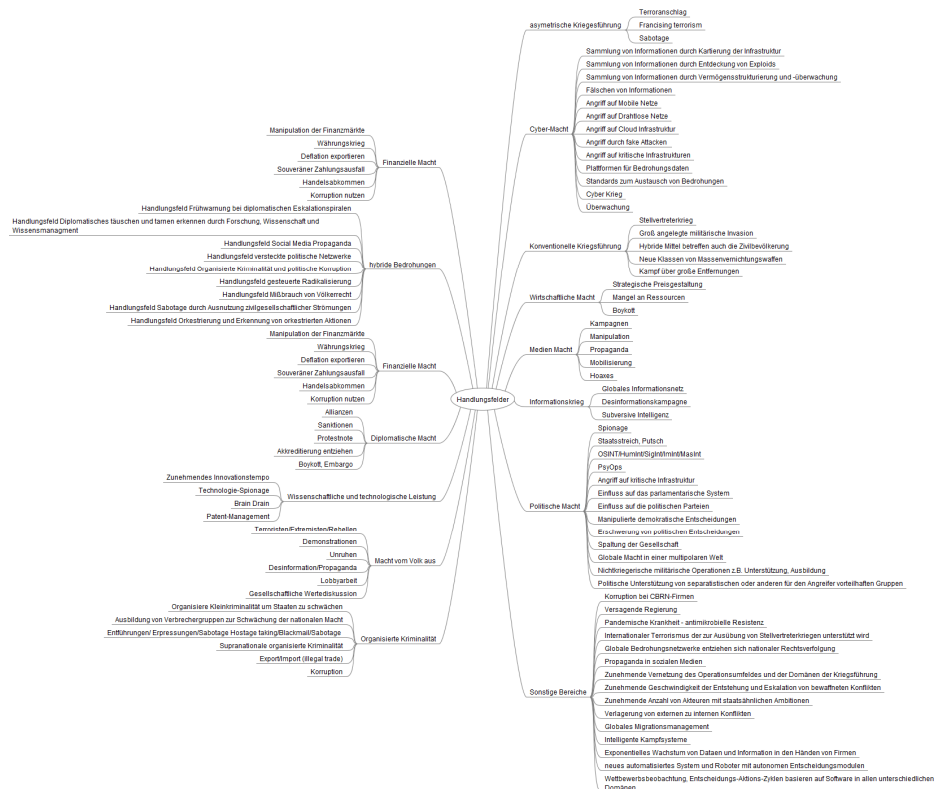 Handlungsfelder
asymetrische Kriegesführung
Terroranschlag
Francising terrorism
Sabotage
Cyber-Macht
Sammlung von Informationen durch Kartierung der Infrastruktur
Sammlung von Informationen durch Entdeckung von Exploids
Sammlung von Informationen durch Vermögensstrukturierung und -überwachung
Fälschen von Informationen
Angriff auf Mobile Netze
Angriff auf Drahtlose Netze
Angriff auf Cloud Infrastruktur
Angriff durch fake Attacken
Angriff auf kritische Infrastrukturen
Plattformen für Bedrohungsdaten
Standards zum Austausch von Bedrohungen
Cyber Krieg
Überwachung
Konventionelle Kriegsführung
Stellvertreterkrieg
Groß angelegte militärische Invasion
Hybride Mittel betreffen auch die Zivilbevölkerung
Neue Klassen von Massenvernichtungswaffen
Kampf über große Entfernungen
Wirtschaftliche Macht
Strategische Preisgestaltung
Mangel an Ressourcen
Boykott
Medien Macht
Kampagnen
Manipulation
Propaganda
Mobilisierung
Hoaxes
Informationskrieg
Globales Informationsnetz
Desinformationskampagne
Subversive Intelligenz
Politische Macht
Spionage
Staatsstreich, Putsch
OSINT/HumInt/SigInt/ImInt/MasInt
PsyOps
Angriff auf kritische Infrastruktur
Einfluss auf das parlamentarische System
Einfluss auf die politischen Parteien
Manipulierte demokratische Entscheidungen
Erschwerung von politischen Entscheidungen
Spaltung der Gesellschaft
Globale Macht in einer multipolaren Welt
Nichtkriegerische militärische Operationen z.B. Unterstützung, Ausbildung
Politische Unterstützung von separatistischen oder anderen für den Angreifer vorteilhaften Gruppen
Sonstige Bereiche
Korruption bei CBRN-Firmen
Versagende Regierung
Pandemische Krankheit - antimikrobielle Resistenz
Internationaler Terrorismus der zur Ausübung von Stellvertreterkriegen unterstützt wird
Globale Bedrohungsnetzwerke entziehen sich nationaler Rechtsverfolgung
Propaganda in sozialen Medien
Zunehmende Vernetzung des Operationsumfeldes und der Domänen der Kriegsführung
Zunehmende Geschwindigkeit der Entstehung und Eskalation von bewaffneten Konflikten
Zunehmende Anzahl von Akteuren mit staatsähnlichen Ambitionen
Verlagerung von externen zu internen Konflikten
Globales Migrationsmanagement
Intelligente Kampfsysteme
Exponentielles Wachstum von Dataen und Information in den Händen von Firmen
neues automatisiertes System und Roboter mit autonomen Entscheidungsmodulen
Wettbewerbsbeobachtung, Entscheidungs-Aktions-Zyklen basieren auf Software in allen unterschiedlichen
Domänen
Finanzielle Macht
Manipulation der Finanzmärkte
Währungskrieg
Deflation exportieren
Souveräner Zahlungsausfall
Handelsabkommen
Korruption nutzen
hybride Bedrohungen
Handlungsfeld Frühwarnung bei diplomatischen Eskalationspiralen
Handlungsfeld Diplomatisches täuschen und tarnen erkennen durch Forschung, Wissenschaft und
Wissensmanagment
Handlungsfeld Social Media Propaganda
Handlungsfeld versteckte politische Netzwerke
Handlungsfeld Organisierte Kriminalität und politische Korruption
Handlungsfeld gesteuerte Radikalisierung
Handlungsfeld Mißbrauch von Völkerrecht
Handlungsfeld Sabotage durch Ausnutzung zivilgesellschaftlicher Strömungen
Handlungsfeld Orkestrierung und Erkennung von orkestrierten Aktionen
Finanzielle Macht
Manipulation der Finanzmärkte
Währungskrieg
Deflation exportieren
Souveräner Zahlungsausfall
Handelsabkommen
Korruption nutzen
Diplomatische Macht
Allianzen
Sanktionen
Protestnote
Akkreditierung entziehen
Boykott, Embargo
Wissenschaftliche und technologische Leistung
Zunehmendes Innovationstempo
Technologie-Spionage
Brain Drain
Patent-Management
Macht vom Volk aus
Terroristen/Extremisten/Rebellen
Demonstrationen
Unruhen
Desinformation/Propaganda
Lobbyarbeit
Gesellschaftliche Wertediskussion
Organisierte Kriminalität
Organisiere Kleinkriminalität um Staaten zu schwächen
Ausbildung von Verbrechergruppen zur Schwächung der nationalen Macht
Entführungen/ Erpressungen/Sabotage Hostage taking/Blackmail/Sabotage
Supranationale organisierte Kriminalität
Export/Import (illegal trade)
Korruption